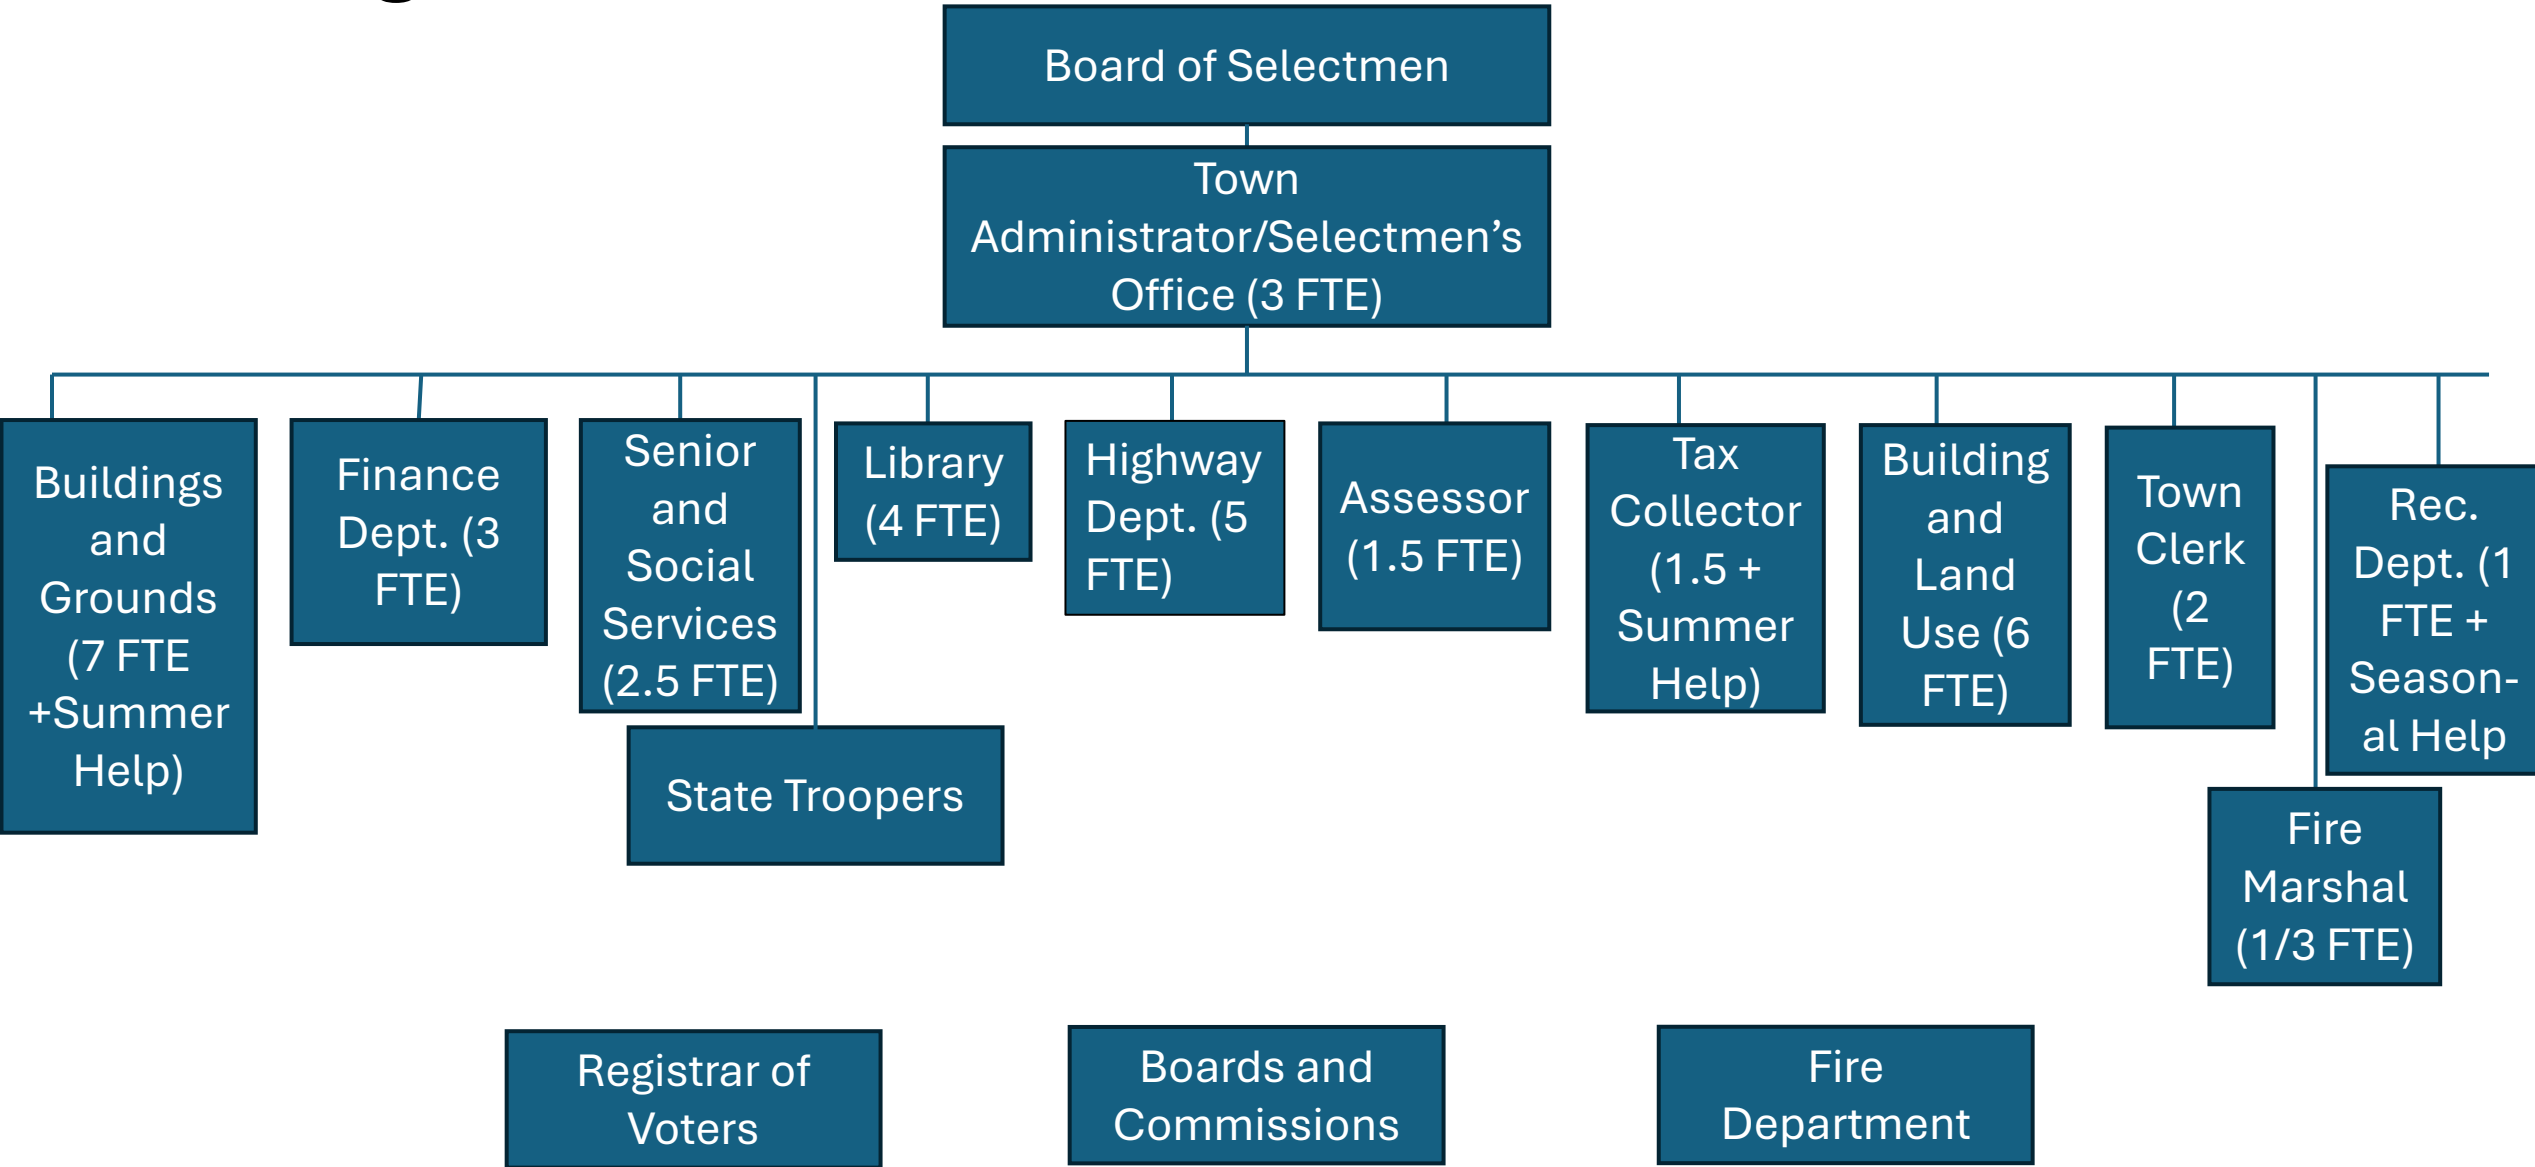 Board of Selectmen
Town
Administrator/Selectmen’s
Office (3 FTE)
Buildings
and
Grounds
(7 FTE
+Summer
Help)
Finance
Dept. (3
FTE)
Senior
and
Social
Services
(2.5 FTE)
State Troopers
Library
(4 FTE)
Highway
Dept. (5
FTE)
Assessor
(1.5 FTE)
Tax
Collector
(1.5 +
Summer
Help)
Building
and
Land
Use (6
FTE)
Town
Clerk
(2
FTE)
Rec.
Dept. (1
FTE +
Season-
al Help
Fire
Marshal
(1/3 FTE)
Registrar of
Voters
Boards and
Commissions
Fire
Department